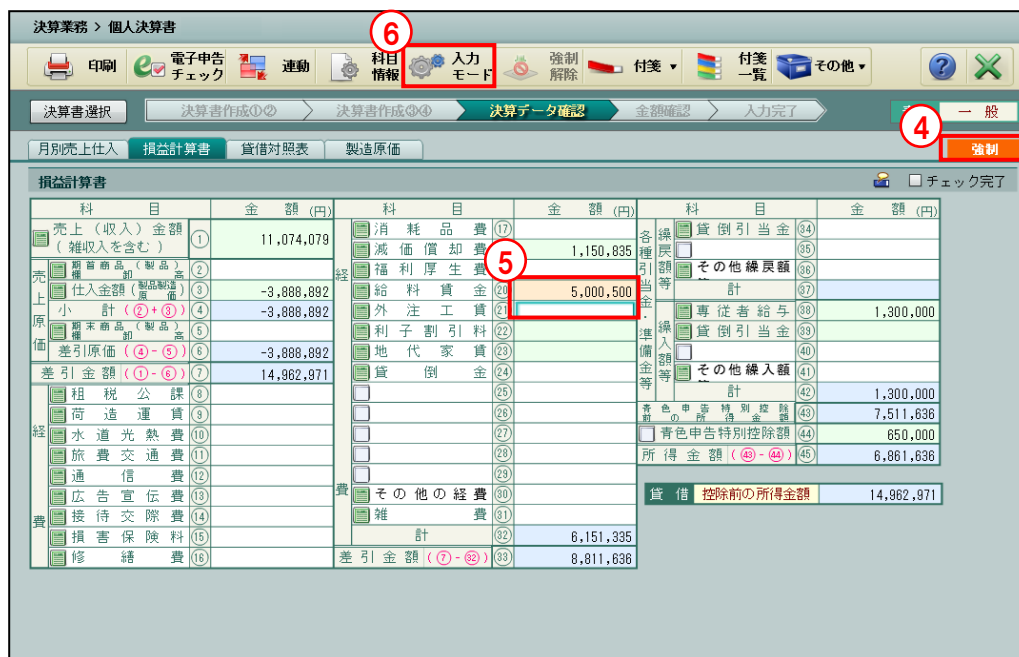 決算業務 > 個人決算書
⑥
印刷 電子申告チェック 連動 科目情報 入力モード 強制解除 付箋 ▼ 付箋一覧 その他 ▼
決算書選択 決算書作成①② 決算書作成③④ 決算データ確認 金額確認 入力完了 一 般
④
月別売上仕入 損益計算書 貸借対照表 製造原価 強制
損益計算書 チェック完了
科 目 金 額 (円)
売上(収入)金額(雑収入を含む) ① 11,074,079
売上原価
期首商品(製品)棚卸高 ②
仕入金額(製品製造原価) ③ -3,888,892
小 計(②+③) ④ -3,888,892
期末商品(製品)棚卸高 ⑤
差引原価(④-⑤) ⑥ -3,888,892
差引金額(①-⑥) ⑦ 14,962,971
経費
租税公課 ⑧
荷造運賃 ⑨
水道光熱費 ⑩
旅費交通費 ⑪
通信費 ⑫
広告宣伝費 ⑬
接待交際費 ⑭
損害保険料 ⑮
修繕費 ⑯
科 目 金 額 (円)
経費
消耗品費 ⑰
減価償却費 1,150,835
⑤
福利厚生費
給料賃金 ⑳ 5,000,500
外注工賃 ㉑
利子割引料 ㉒
地代家賃 ㉓
貸倒金 ㉔
㉕
㉖
㉗
㉘
㉙
その他の経費 ㉚
雑費 ㉛
計 ㉜ 6,151,335
差引金額(⑦-㉜) ㉝ 8,811,636
科 目 金 額 (円)
各種引当金・準備金等
繰戻額等
貸倒引当金 ㉞
㉟
その他繰戻額 ㊱
計 ㊲
繰入額等
専従者給与 ㊳ 1,300,000
貸倒引当金 ㊴
㊵
その他繰入額 ㊶
計 ㊷ 1,300,000
青色申告特別控除前の所得金額 ㊸ 7,511,636
青色申告特別控除額 ㊹ 650,000
所得金額(㊸-㊹) ㊺ 6,861,636
貸借 控除前の所得金額 14,962,971